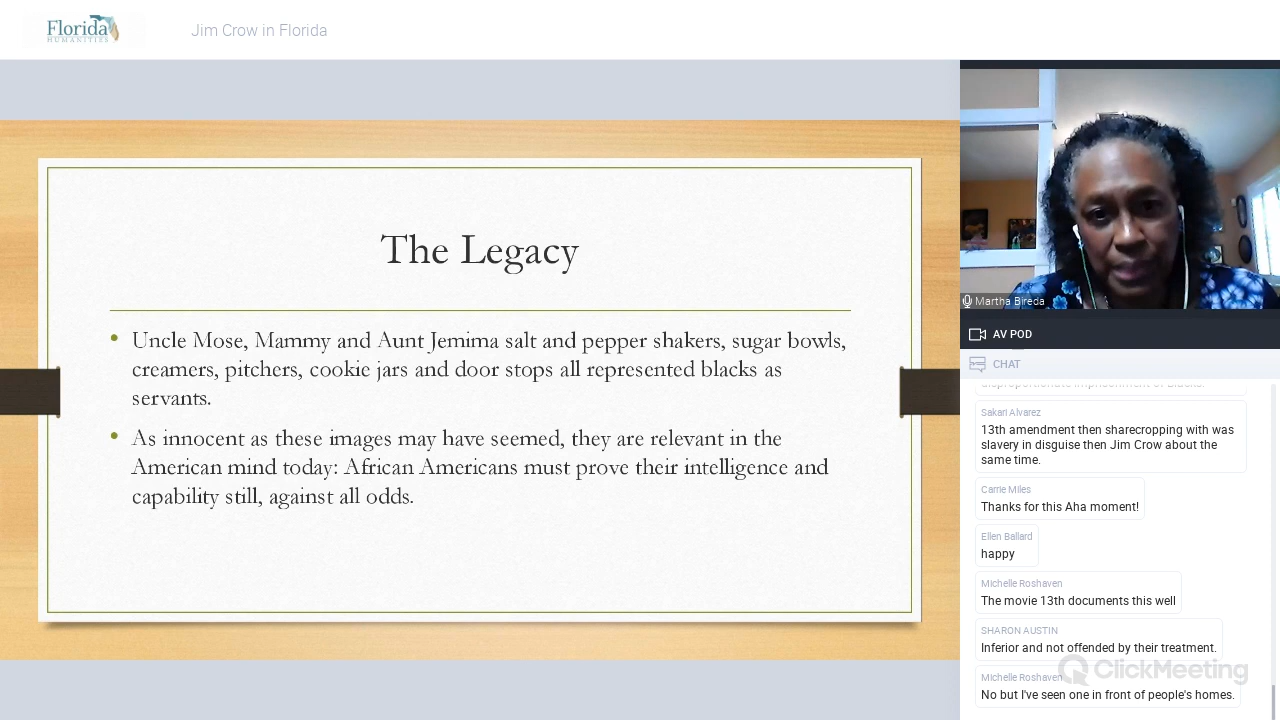 Florida
HUMANITIES
Jim Crow in Florida
The Legacy
• Uncle Mose, Mammy and Aunt Jemima salt and pepper shakers, sugar bowls,
creamers, pitchers, cookie jars and door stops all represented blacks as
servants.
• As innocent as these images may have seemed, they are relevant in the
American mind today: African Americans must prove their intelligence and
capability still, against all odds.
Martha Bireda
AV POD
CHAT
disproportionate imprisonment of Blacks.
Sakari Alvarez
13th amendment then sharecropping with was
slavery in disguise then Jim Crow about the
same time.
Carrie Miles
Thanks for this Aha moment!
Ellen Ballard
happy
Michelle Roshaven
The movie 13th documents this well
SHARON AUSTIN
Inferior and not offended by their treatment.
Michelle Roshaven
No but I've seen one in front of people's homes.
ClickMeeting